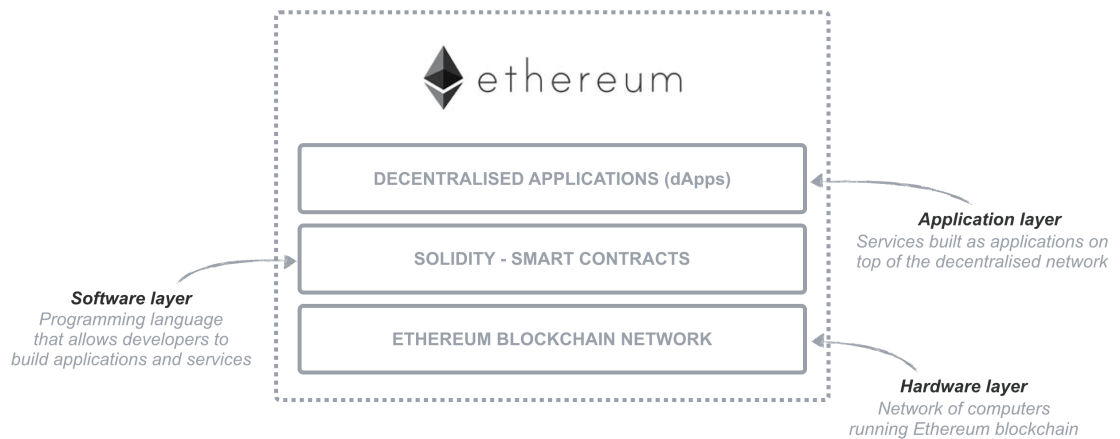 ethereum
DECENTRALISED APPLICATIONS (dApps)
Application layer
Services built as applications on
top of the decentralised network
SOLIDITY - SMART CONTRACTS
Software layer
Programming language
that allows developers to
build applications and services
ETHEREUM BLOCKCHAIN NETWORK
Hardware layer
Network of computers
running Ethereum blockchain